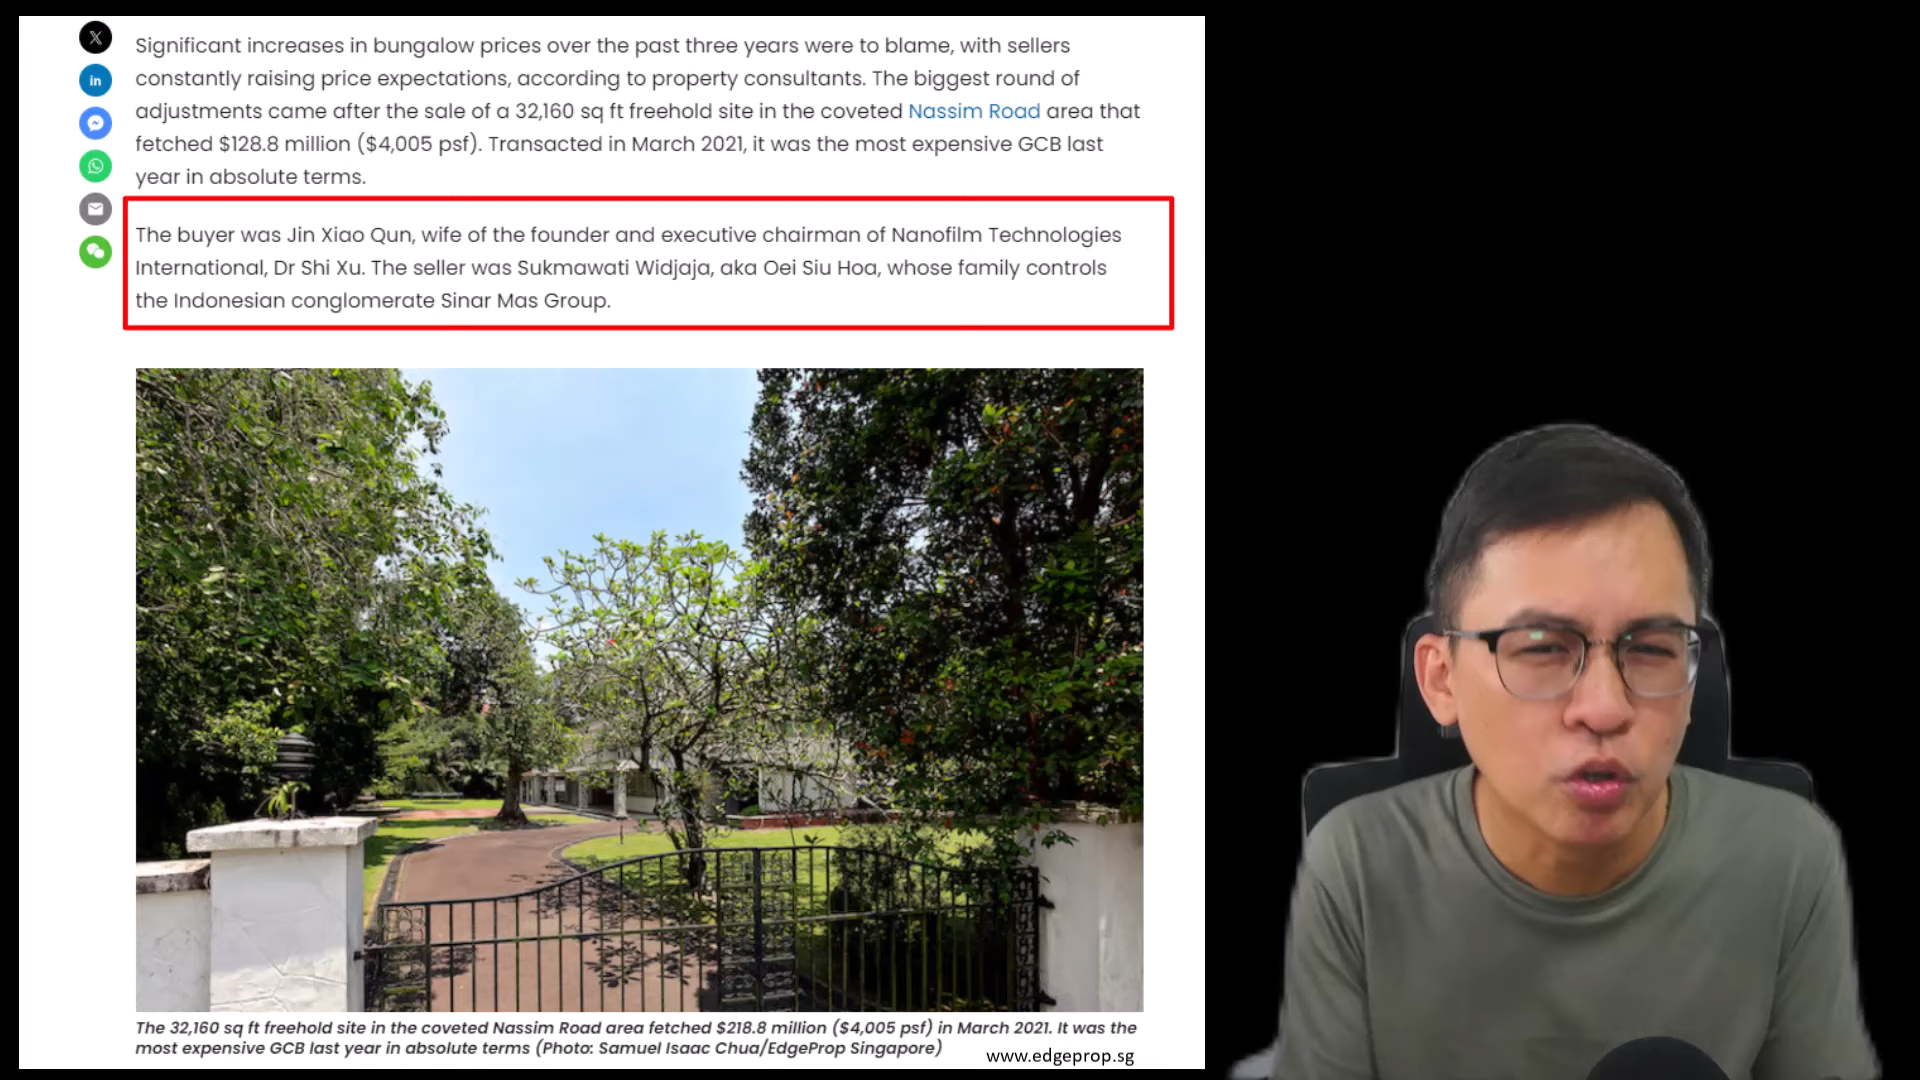 Significant increases in bungalow prices over the past three years were to blame, with sellers
constantly raising price expectations, according to property consultants. The biggest round of
adjustments came after the sale of a 32,160 sq ft freehold site in the coveted Nassim Road area that
fetched $128.8 million ($4,005 psf). Transacted in March 2021, it was the most expensive GCB last
year in absolute terms.
The buyer was Jin Xiao Qun, wife of the founder and executive chairman of Nanofilm Technologies
International, Dr Shi Xu. The seller was Sukmawati Widjaja, aka Oei Siu Hoa, whose family controls
the Indonesian conglomerate Sinar Mas Group.
The 32,160 sq ft freehold site in the coveted Nassim Road area fetched $218.8 million ($4,005 psf) in March 2021. It was the
most expensive GCB last year in absolute terms (Photo: Samuel Isaac Chua/EdgeProp Singapore)
www.edgeprop.sg